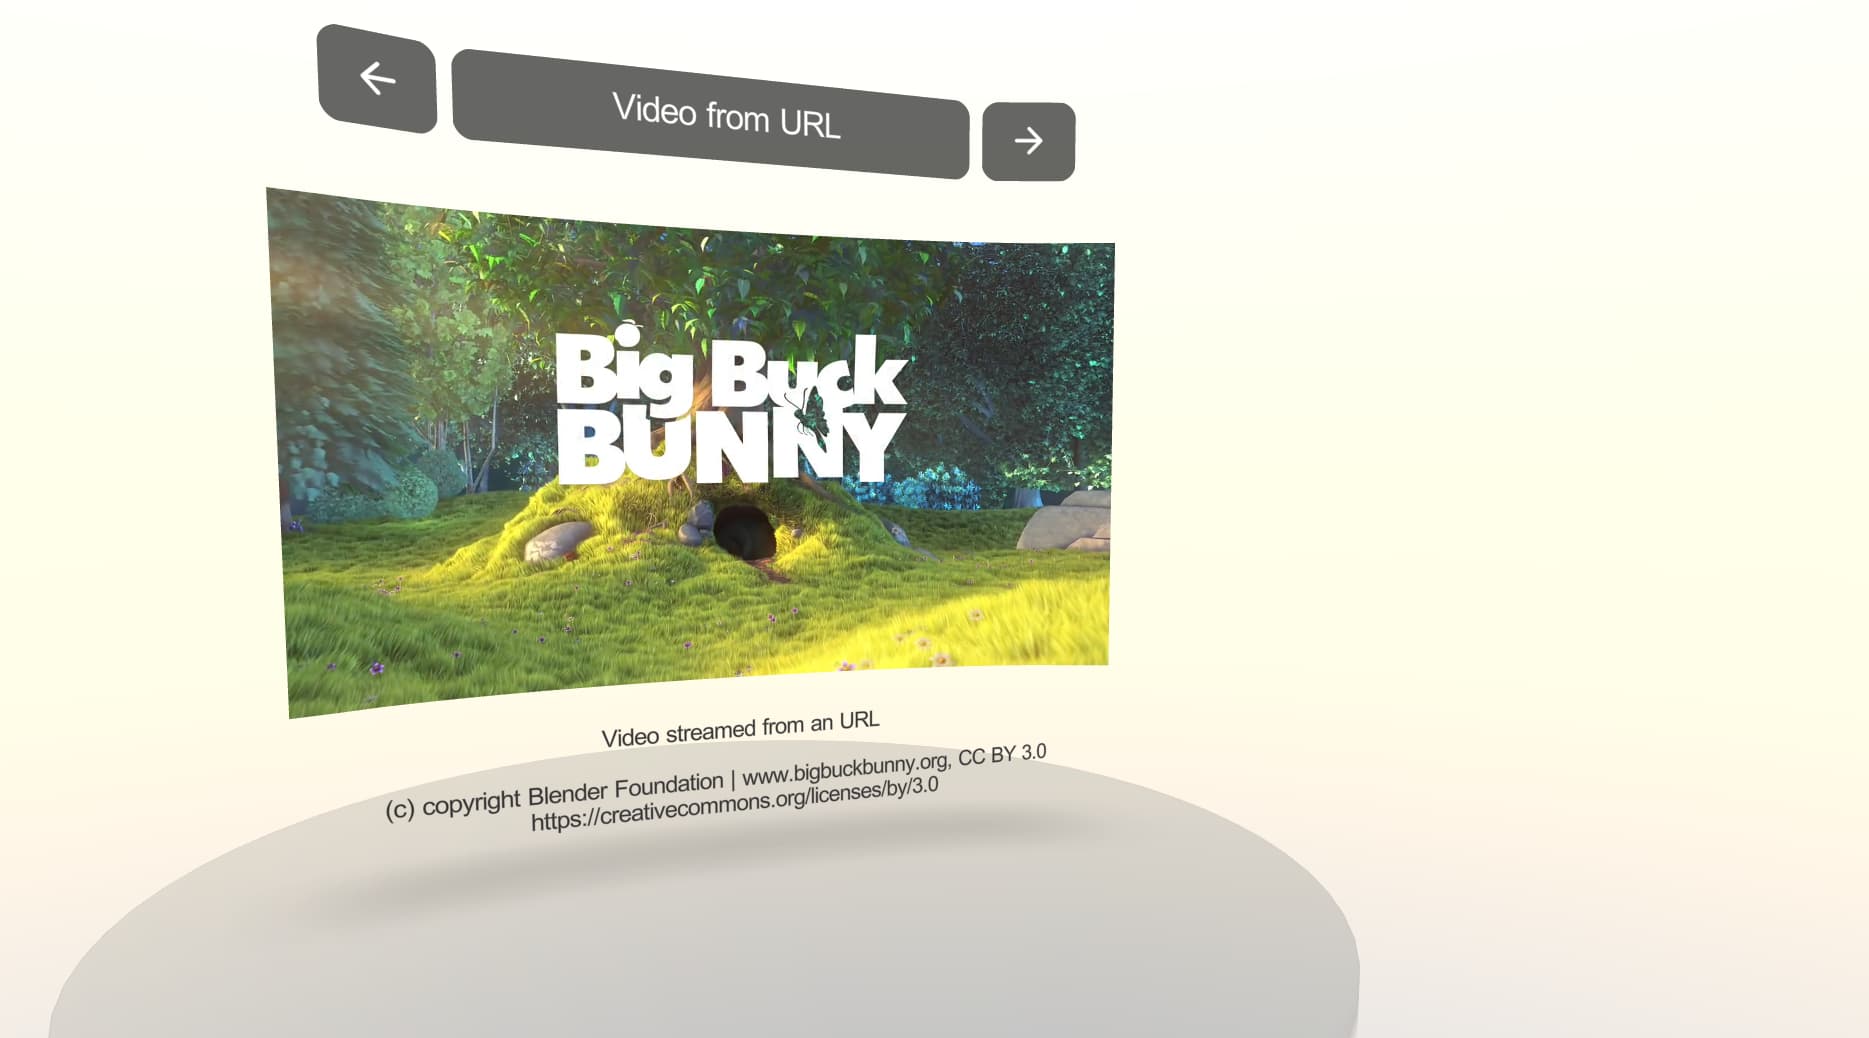 Video from URL
Big Buck
BUNNY
Video streamed from an URL
(c) copyright Blender Foundation | www.bigbuckbunny.org, CC BY 3.0
https://creativecommons.org/licenses/by/3.0